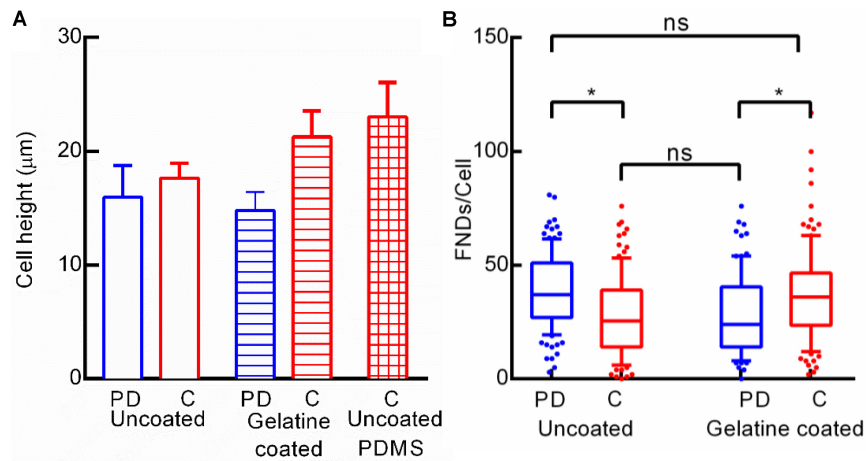 A
Cell height (μm)
30
20
10
0
PD C PD C C
Uncoated Gelatine coated Uncoated PDMS
B
FNDs/Cell
150
100
50
0
ns
* *
ns
PD C PD C
Uncoated Gelatine coated